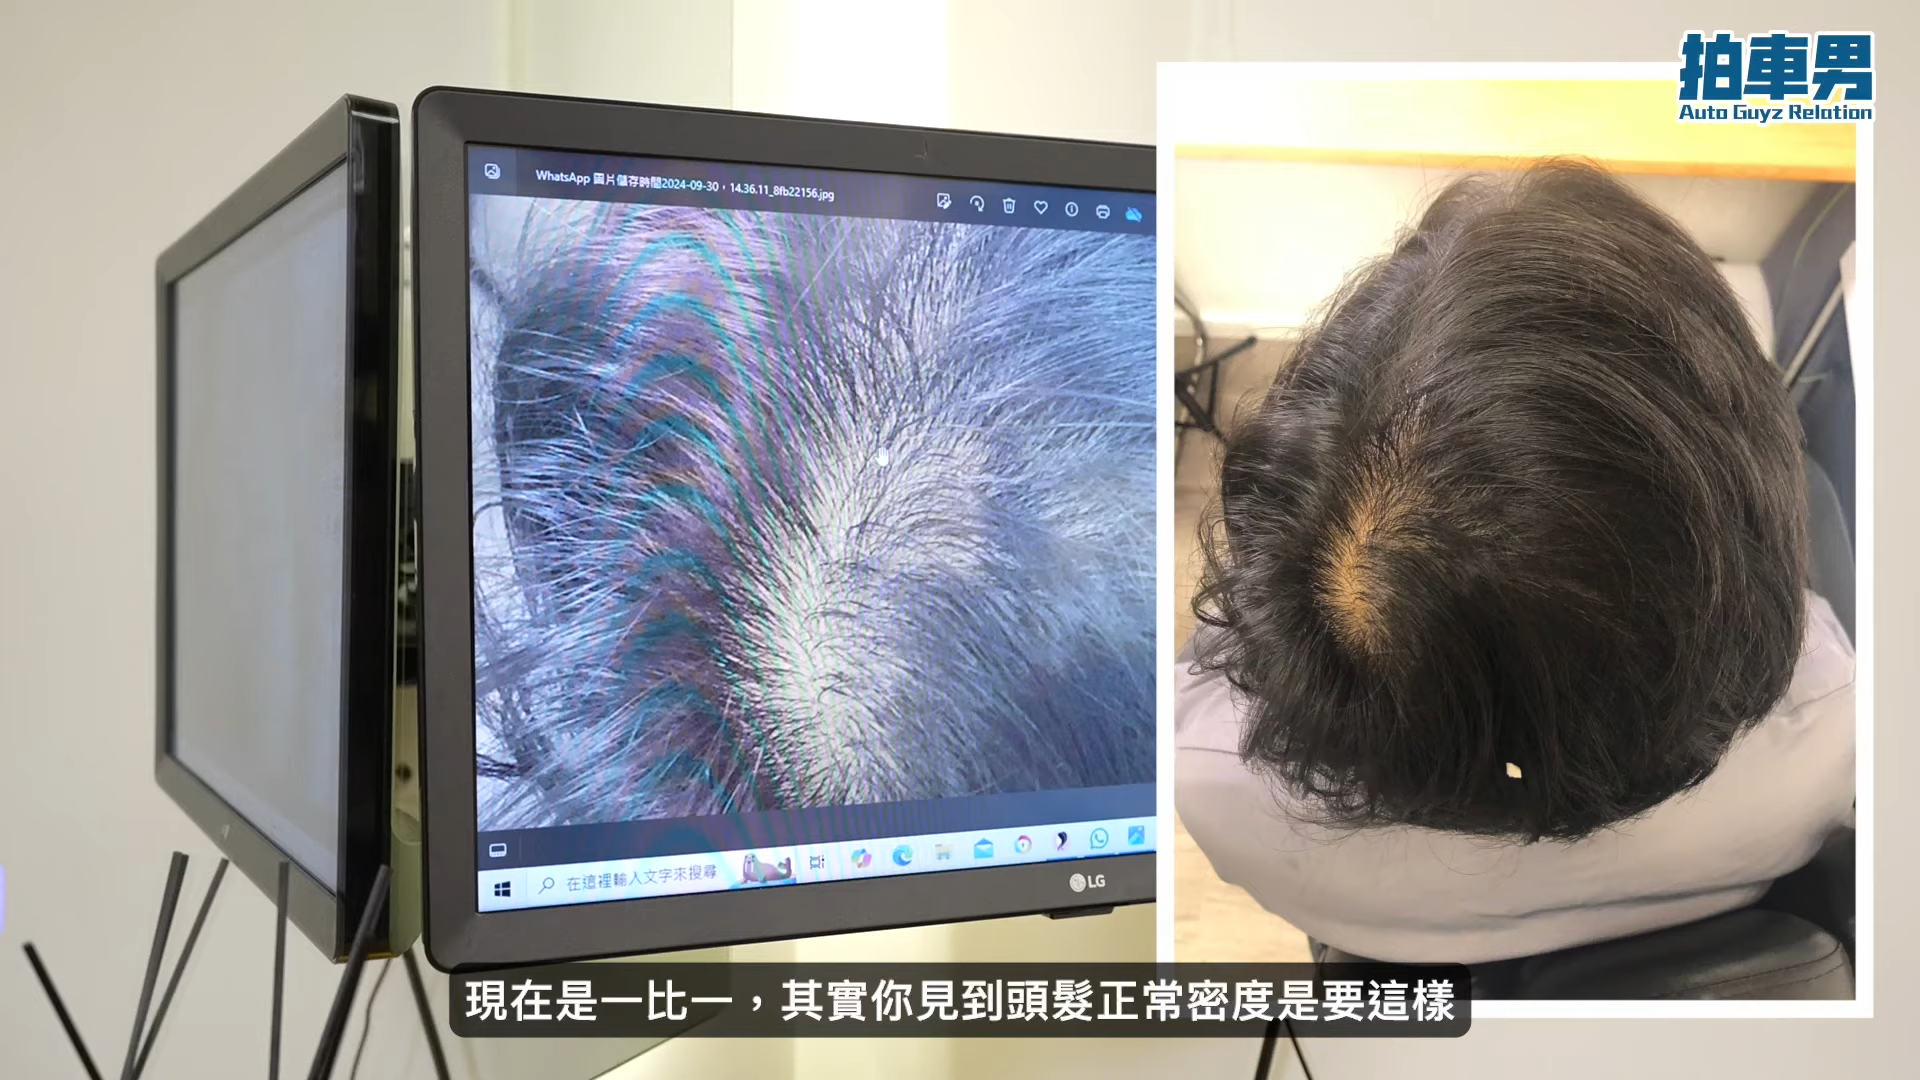 拍車男
Auto Guyz Relation
WhatsApp 圖片儲存時間2024-09-30，14.36.11_8fb22156.jpg
在這裡輸入文字來搜尋
LG
現在是一比一，其實你見到頭髮正常密度是要這樣